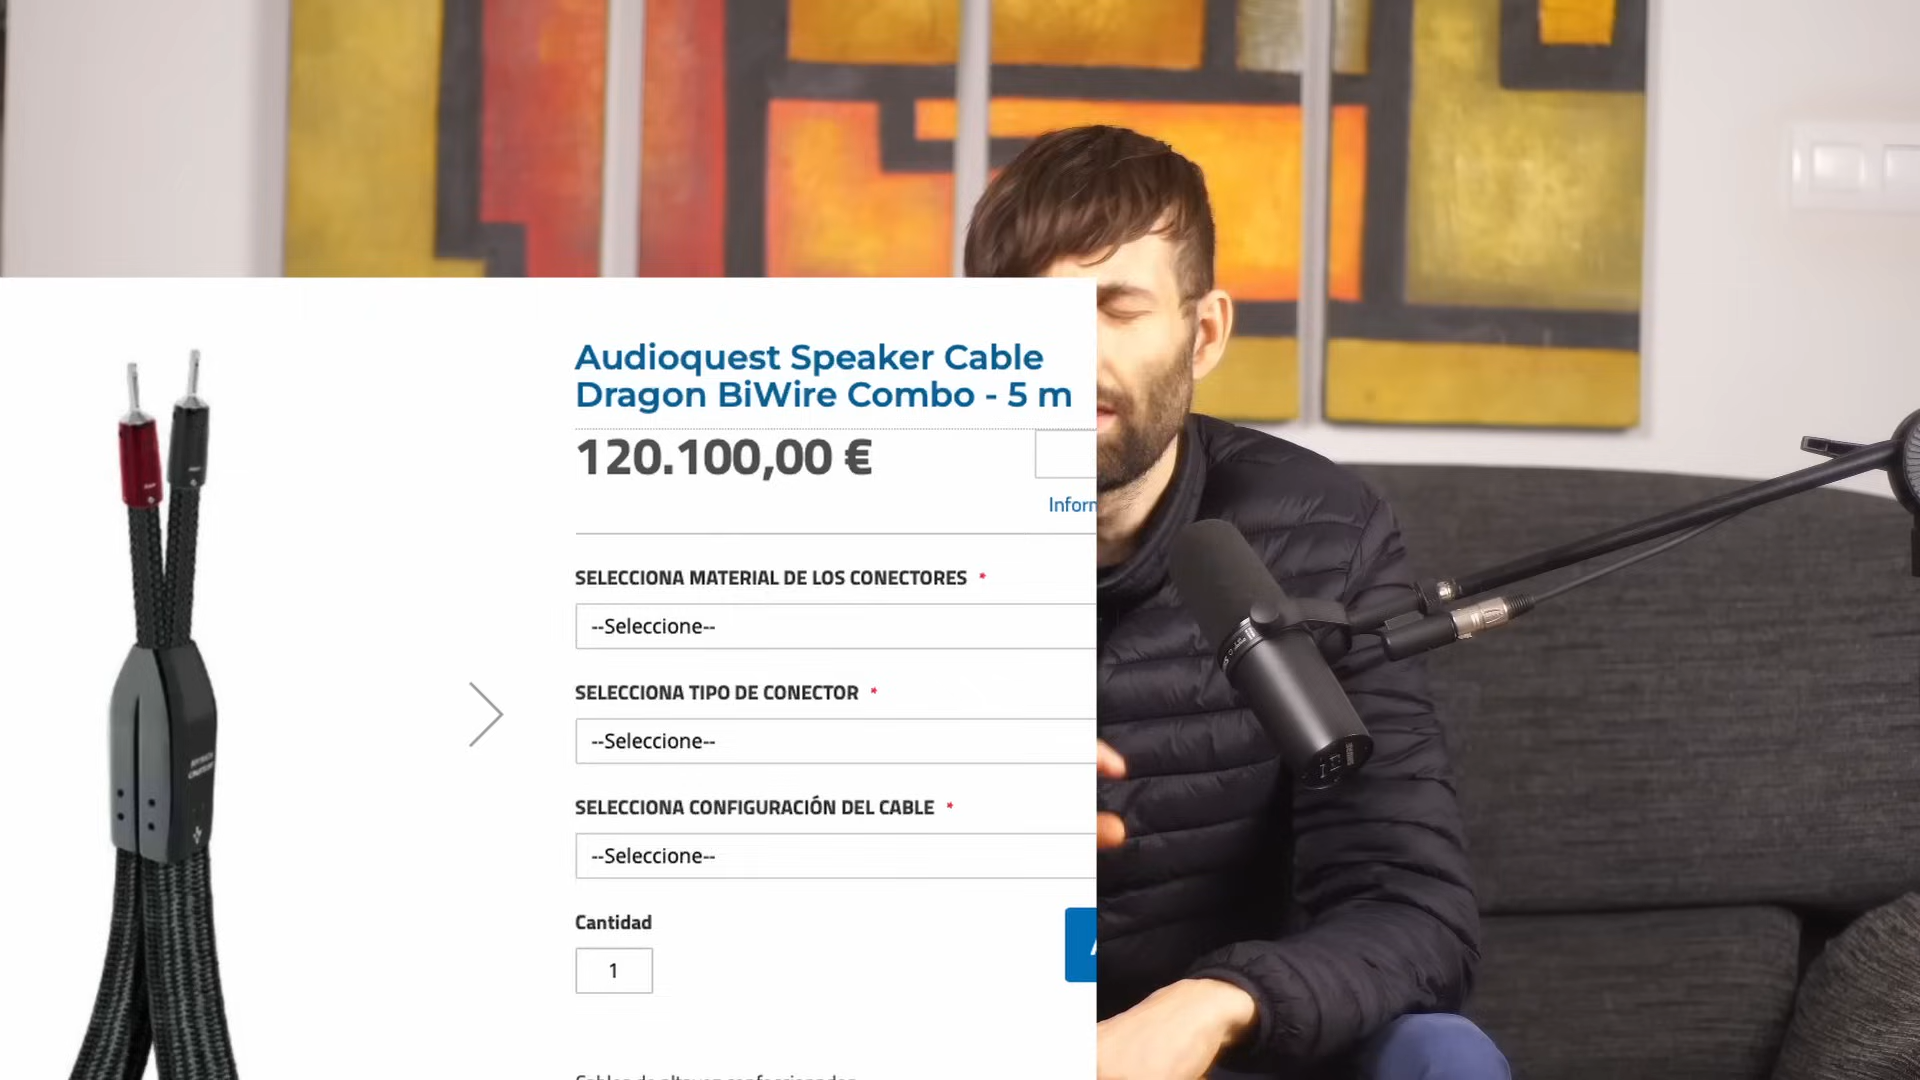 Audioquest Speaker Cable
Dragon BiWire Combo - 5 m
120.100,00 €
Inform
SELECCIONA MATERIAL DE LOS CONECTORES *
--Seleccione--
SELECCIONA TIPO DE CONECTOR *
--Seleccione--
SELECCIONA CONFIGURACIÓN DEL CABLE *
--Seleccione--
Cantidad
1